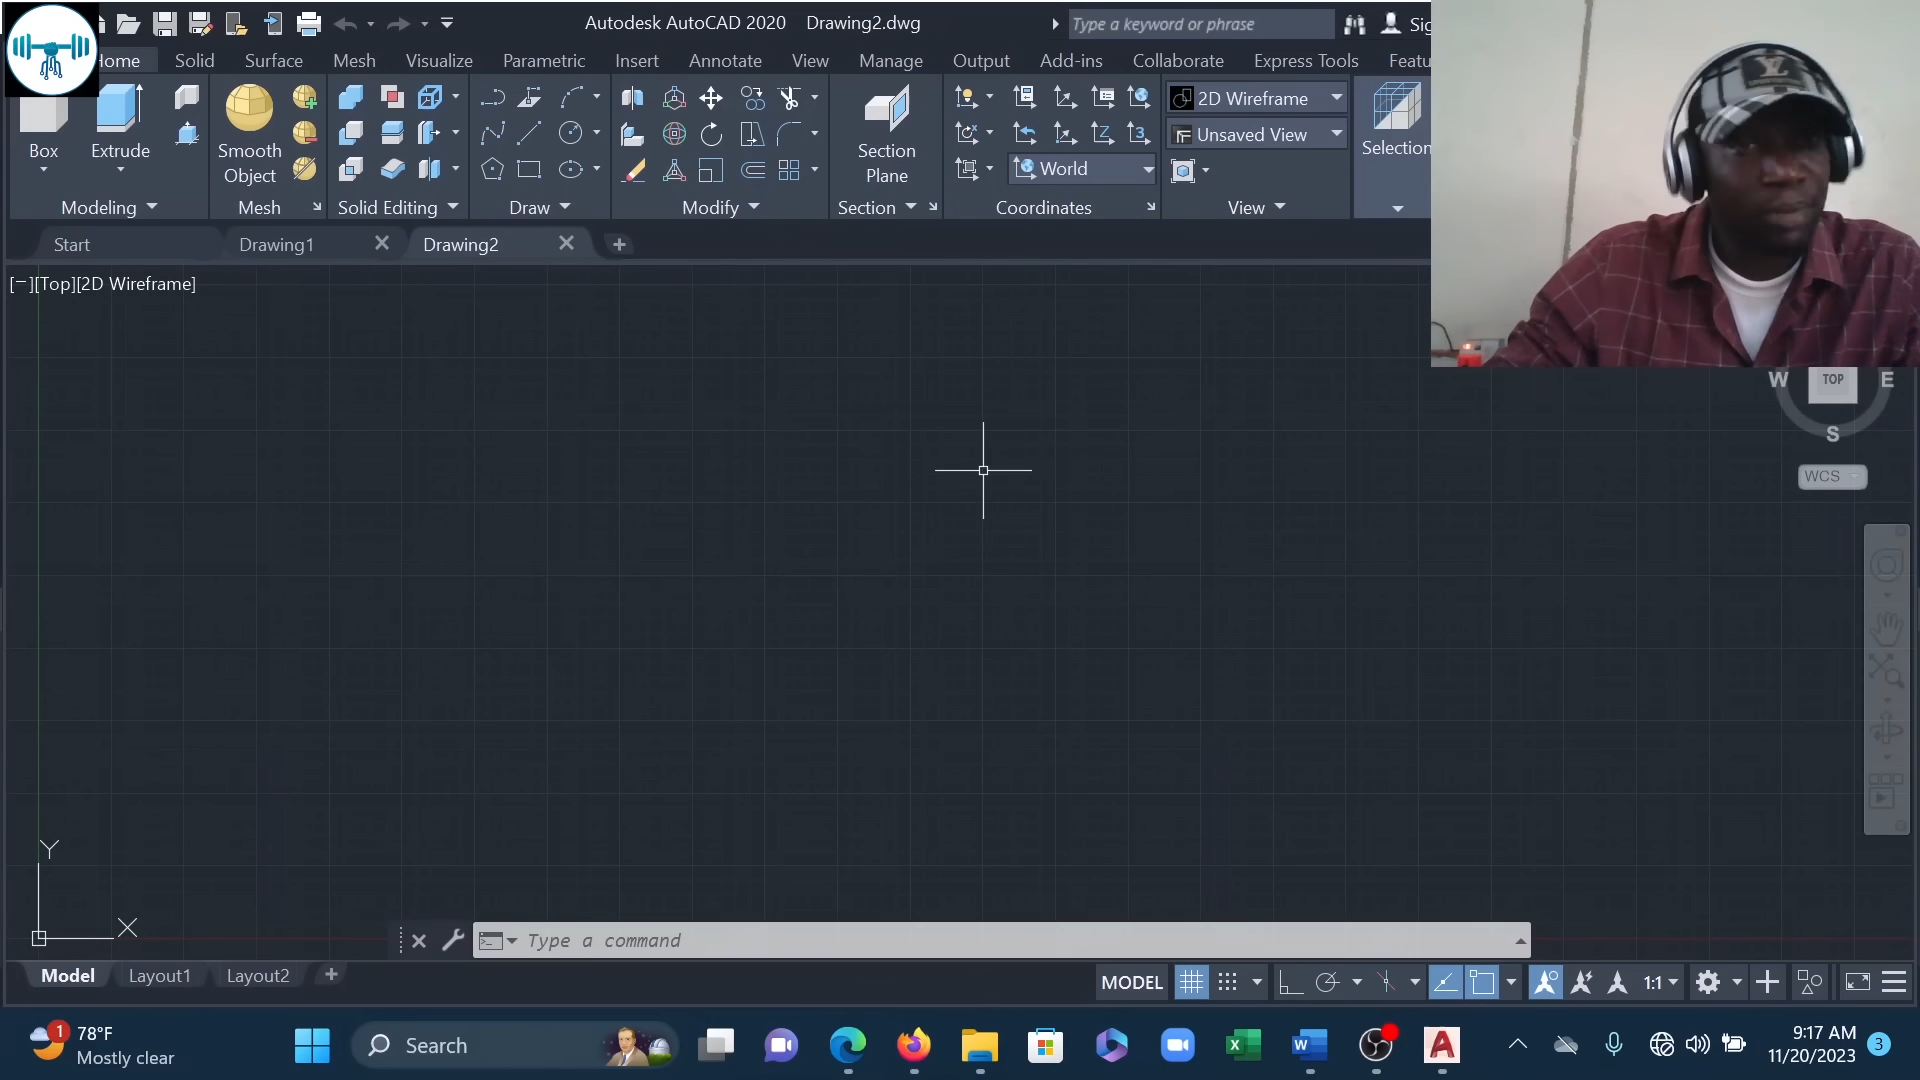 Autodesk AutoCAD 2020 Drawing2.dwg
Type a keyword or phrase
Home Solid Surface Mesh Visualize Parametric Insert Annotate View Manage Output Add-ins Collaborate Express Tools
2D Wireframe
Unsaved View
World
Box Extrude Smooth Object Section Plane Selection
Modeling Mesh Solid Editing Draw Modify Section Coordinates View
Start Drawing1 Drawing2
[−][Top][2D Wireframe]
W TOP E
S
WCS
Y
X
Type a command
Model Layout1 Layout2
MODEL 1:1
1 78°F
Mostly clear
Search
9:17 AM
11/20/2023
3